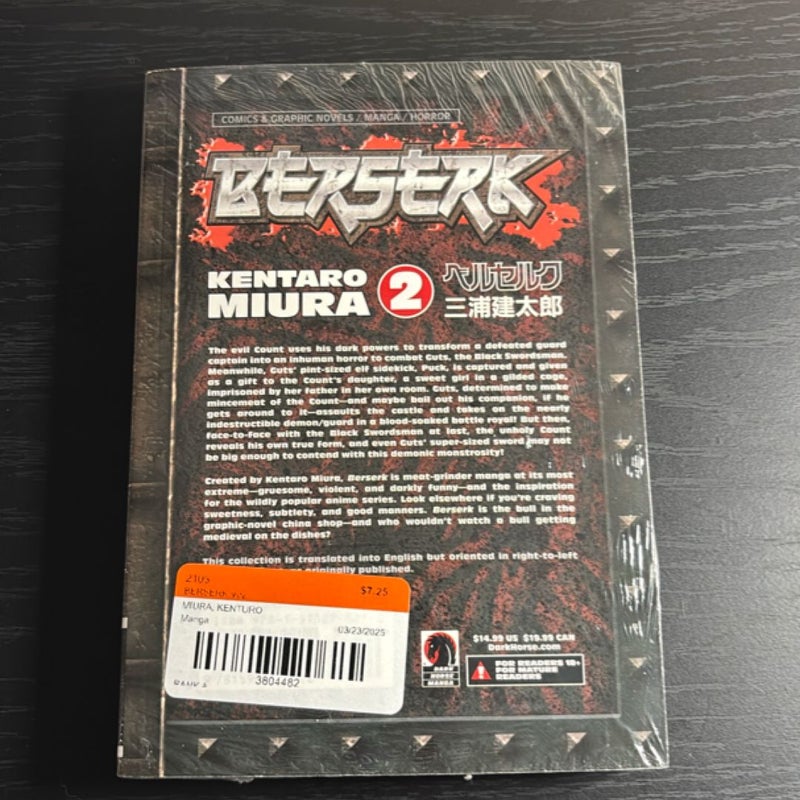 COMICS & GRAPHIC NOVELS / MANGA / HORROR
BERSERK
KENTARO
MIURA
2
ベルセルク
三浦建太郎
The evil Count uses his dark powers to transform a defeated guard
captain into an inhuman horror to combat Guts, the Black Swordsman.
Meanwhile, Guts' pint-sized elf sidekick, Puck, is captured and given
as a gift to the Count's daughter, a sweet girl in a gilded cage,
imprisoned by her father in her own room. Guts, determined to make
mincemeat of the Count—and maybe bail out his companion, if he
gets around to it—assaults the castle and takes on the nearly
indestructible demon/guard in a blood-soaked battle royal! But then,
face-to-face with the Black Swordsman at last, the unholy Count
reveals his own true form, and even Guts' super-sized sword may not
be big enough to contend with this demonic monstrosity!
Created by Kentaro Miura, Berserk is meat-grinder manga at its most
extreme—gruesome, violent, and darkly funny—and the inspiration
for the wildly popular anime series. Look elsewhere if you're craving
sweetness, subtlety, and good manners. Berserk is the bull in the
graphic-novel china shop—and who wouldn't watch a bull getting
medieval on the dishes?
This collection is translated into English but oriented in right-to-left
originally published.
2105
$7.25
BERSERK
MIURA, KENTURO
Manga
03/23/2025
3604482
$14.99 US $19.99 CAN
DarkHorse.com
DARK
HORSE
MANGA
FOR READERS 18+
FOR MATURE
READERS